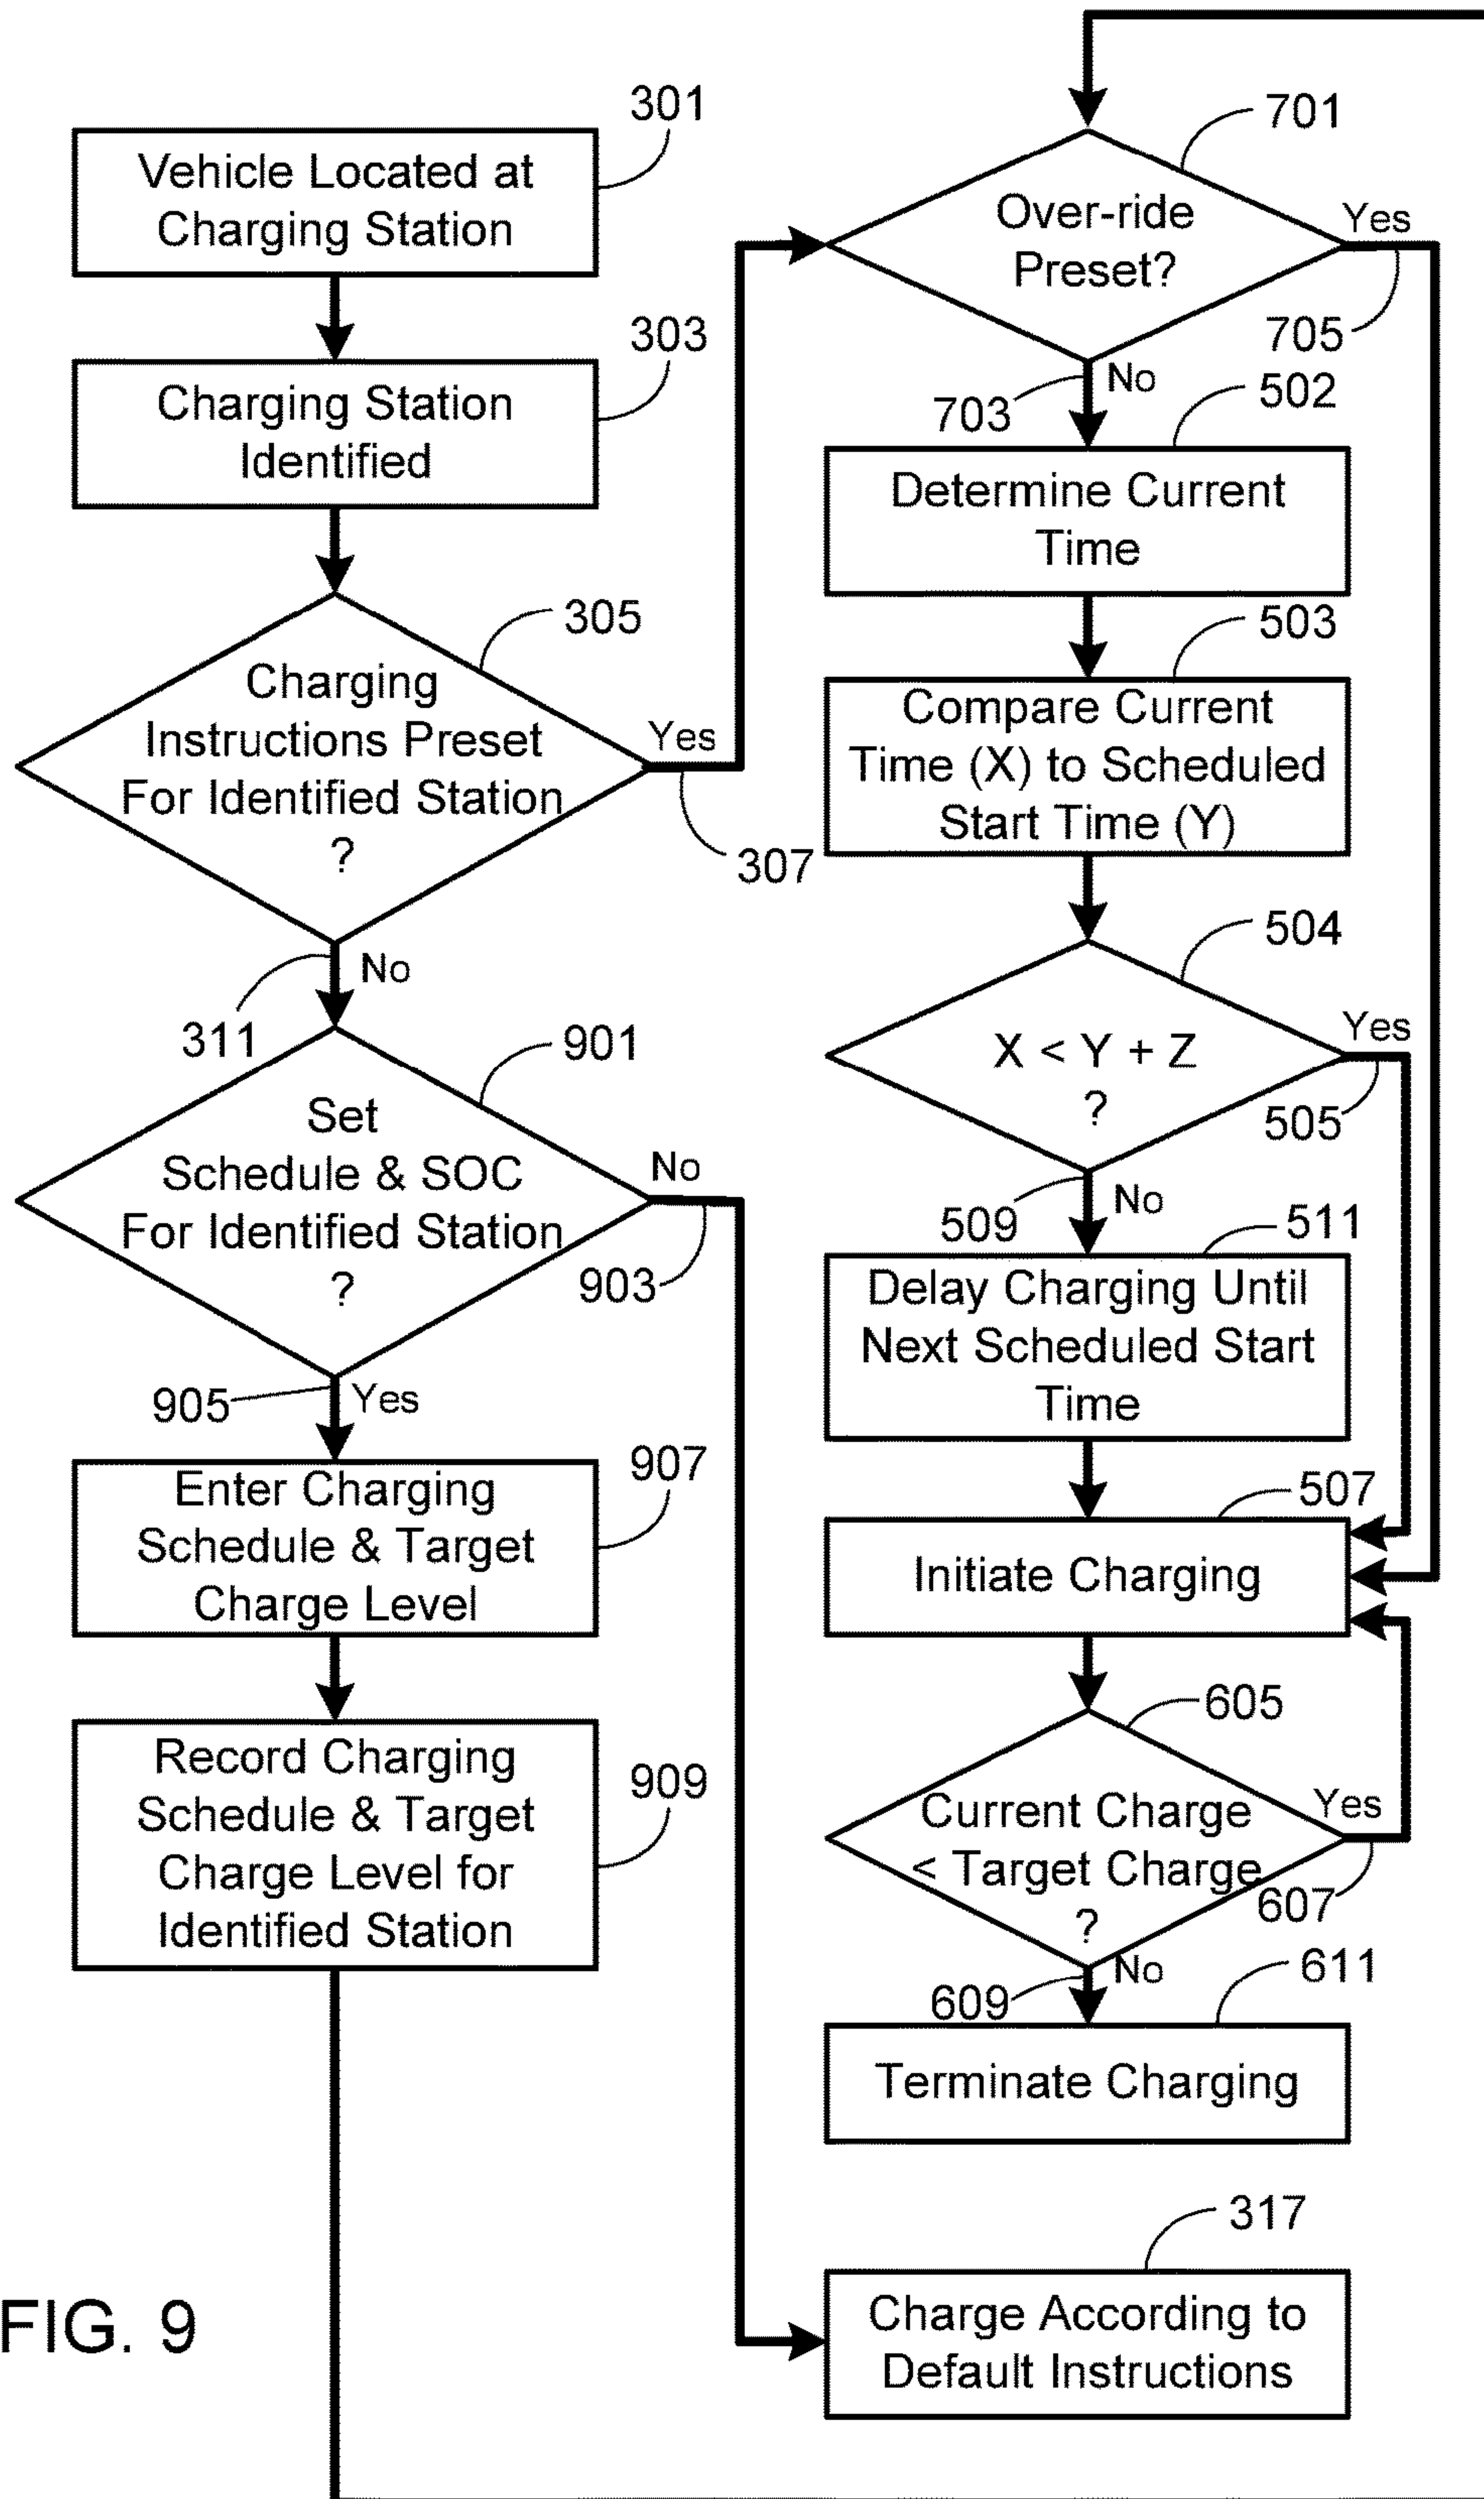 301
Vehicle Located at
Charging Station
303
Charging Station
Identified
305
Charging
Instructions Preset
For Identified Station
?
Yes
307
No
311
901
Set
Schedule & SOC
For Identified Station
?
No
903
905
Yes
907
Enter Charging
Schedule & Target
Charge Level
909
Record Charging
Schedule & Target
Charge Level for
Identified Station
701
Over-ride
Preset?
Yes
705
No
703
502
Determine Current
Time
503
Compare Current
Time (X) to Scheduled
Start Time (Y)
504
X < Y + Z
?
Yes
505
No
509
511
Delay Charging Until
Next Scheduled Start
Time
507
Initiate Charging
605
Current Charge
< Target Charge
?
Yes
607
No
609
611
Terminate Charging
317
Charge According to
Default Instructions
FIG. 9